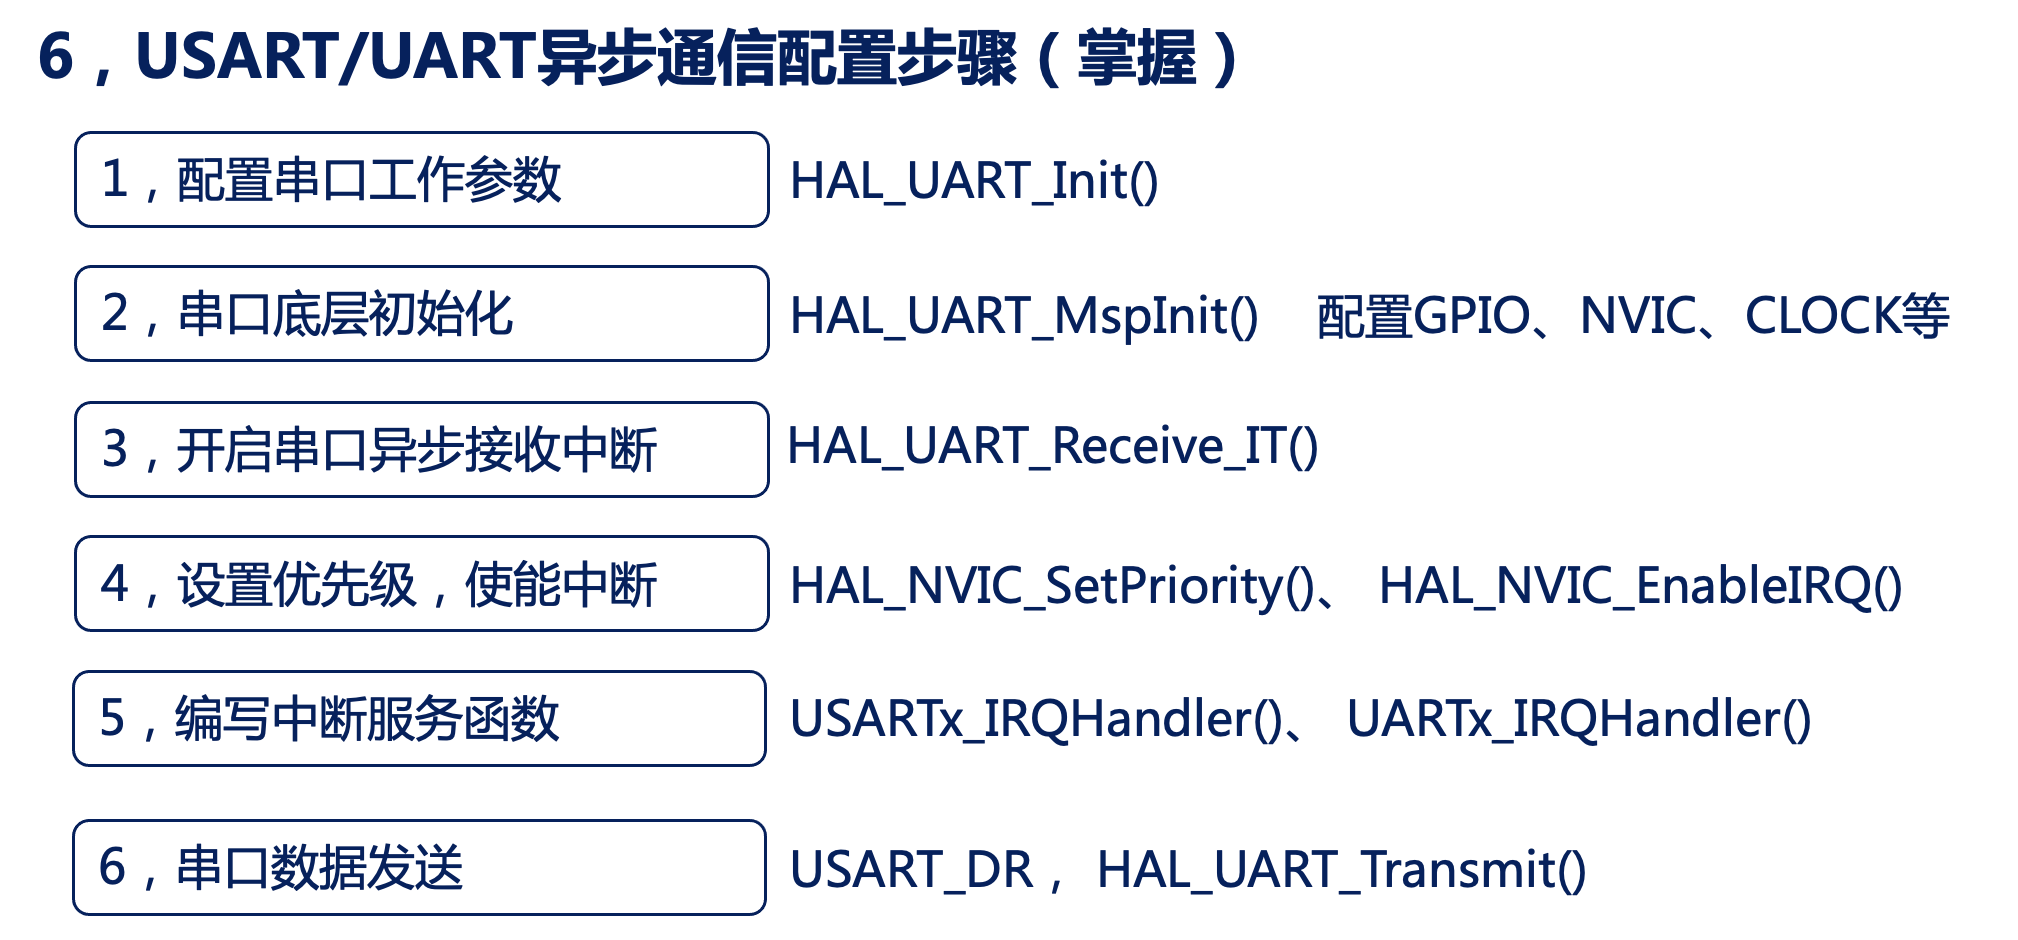 6，USART/UART异步通信配置步骤（掌握）
1，配置串口工作参数 HAL_UART_Init()
2，串口底层初始化 HAL_UART_MspInit() 配置GPIO、NVIC、CLOCK等
3，开启串口异步接收中断 HAL_UART_Receive_IT()
4，设置优先级，使能中断 HAL_NVIC_SetPriority()、 HAL_NVIC_EnableIRQ()
5，编写中断服务函数 USARTx_IRQHandler()、 UARTx_IRQHandler()
6，串口数据发送 USART_DR， HAL_UART_Transmit()